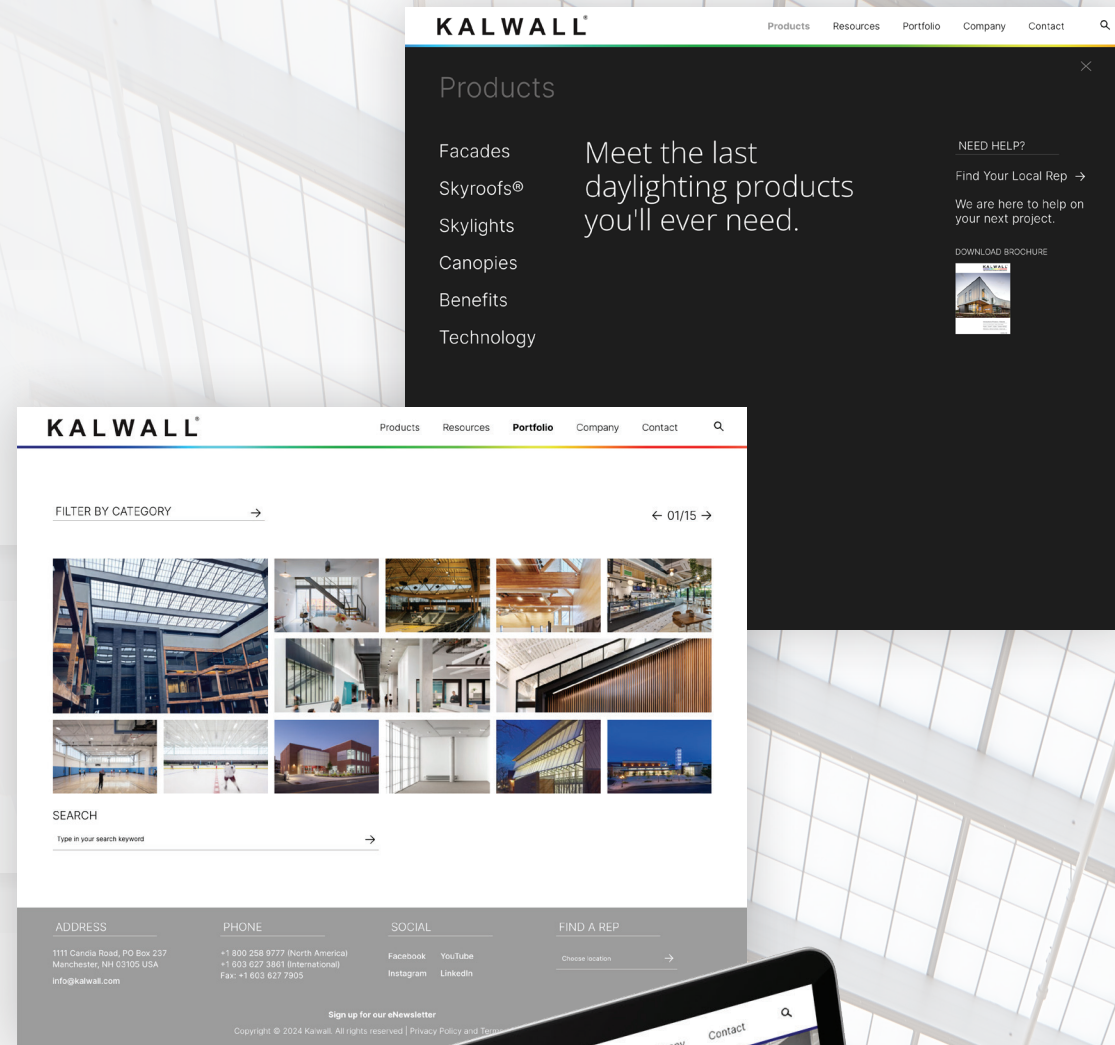 KALWALL®
Products Resources Portfolio Company Contact
Products
Facades
Skyroofs®
Skylights
Canopies
Benefits
Technology
Meet the last
daylighting products
you'll ever need.
NEED HELP?
Find Your Local Rep →
We are here to help on
your next project.
DOWNLOAD BROCHURE
KALWALL
KALWALL®
Products Resources Portfolio Company Contact
FILTER BY CATEGORY →
← 01/15 →
SEARCH
Type in your search keyword →
ADDRESS
1111 Candia Road, PO Box 237
Manchester, NH 03105 USA
info@kalwall.com
PHONE
+1 800 258 9777 (North America)
+1 603 627 3861 (International)
Fax: +1 603 627 7905
SOCIAL
Facebook YouTube
Instagram LinkedIn
FIND A REP
Choose location →
Sign up for our eNewsletter
Copyright © 2024 Kalwall. All rights reserved | Privacy Policy and
Contact